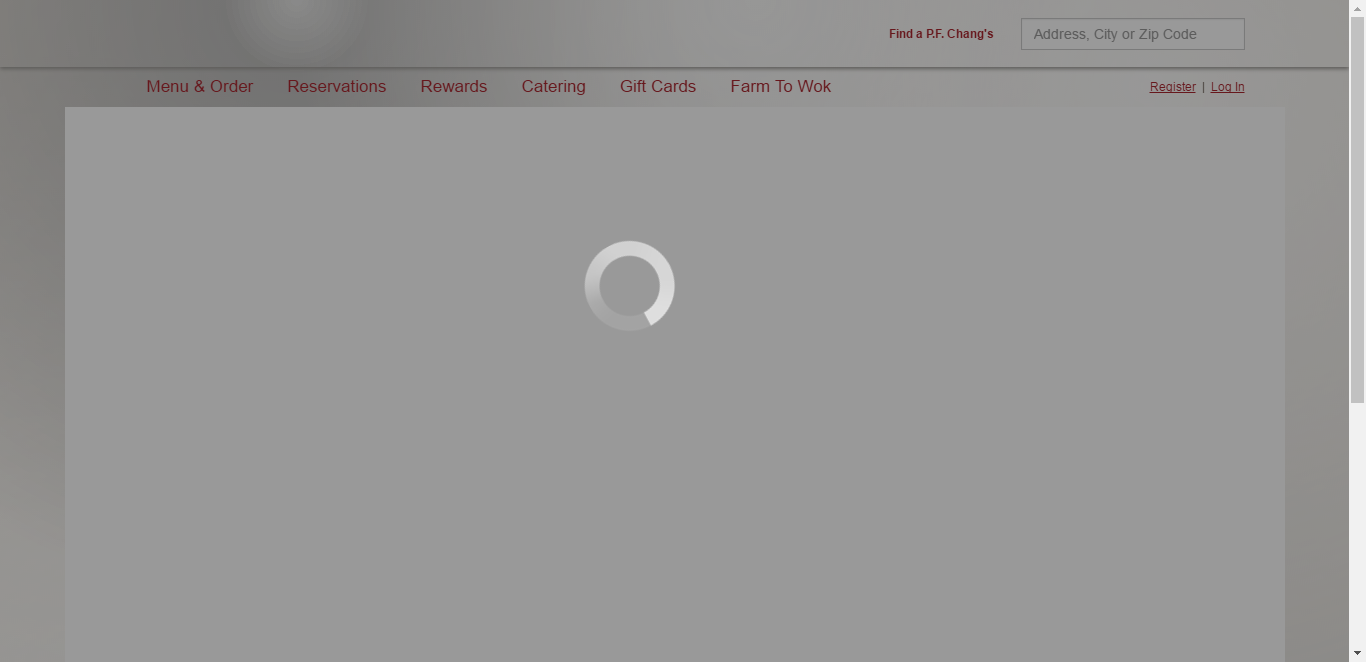 Find a P.F. Chang's
Address, City or Zip Code
Menu & Order Reservations Rewards Catering Gift Cards Farm To Wok
Register | Log In